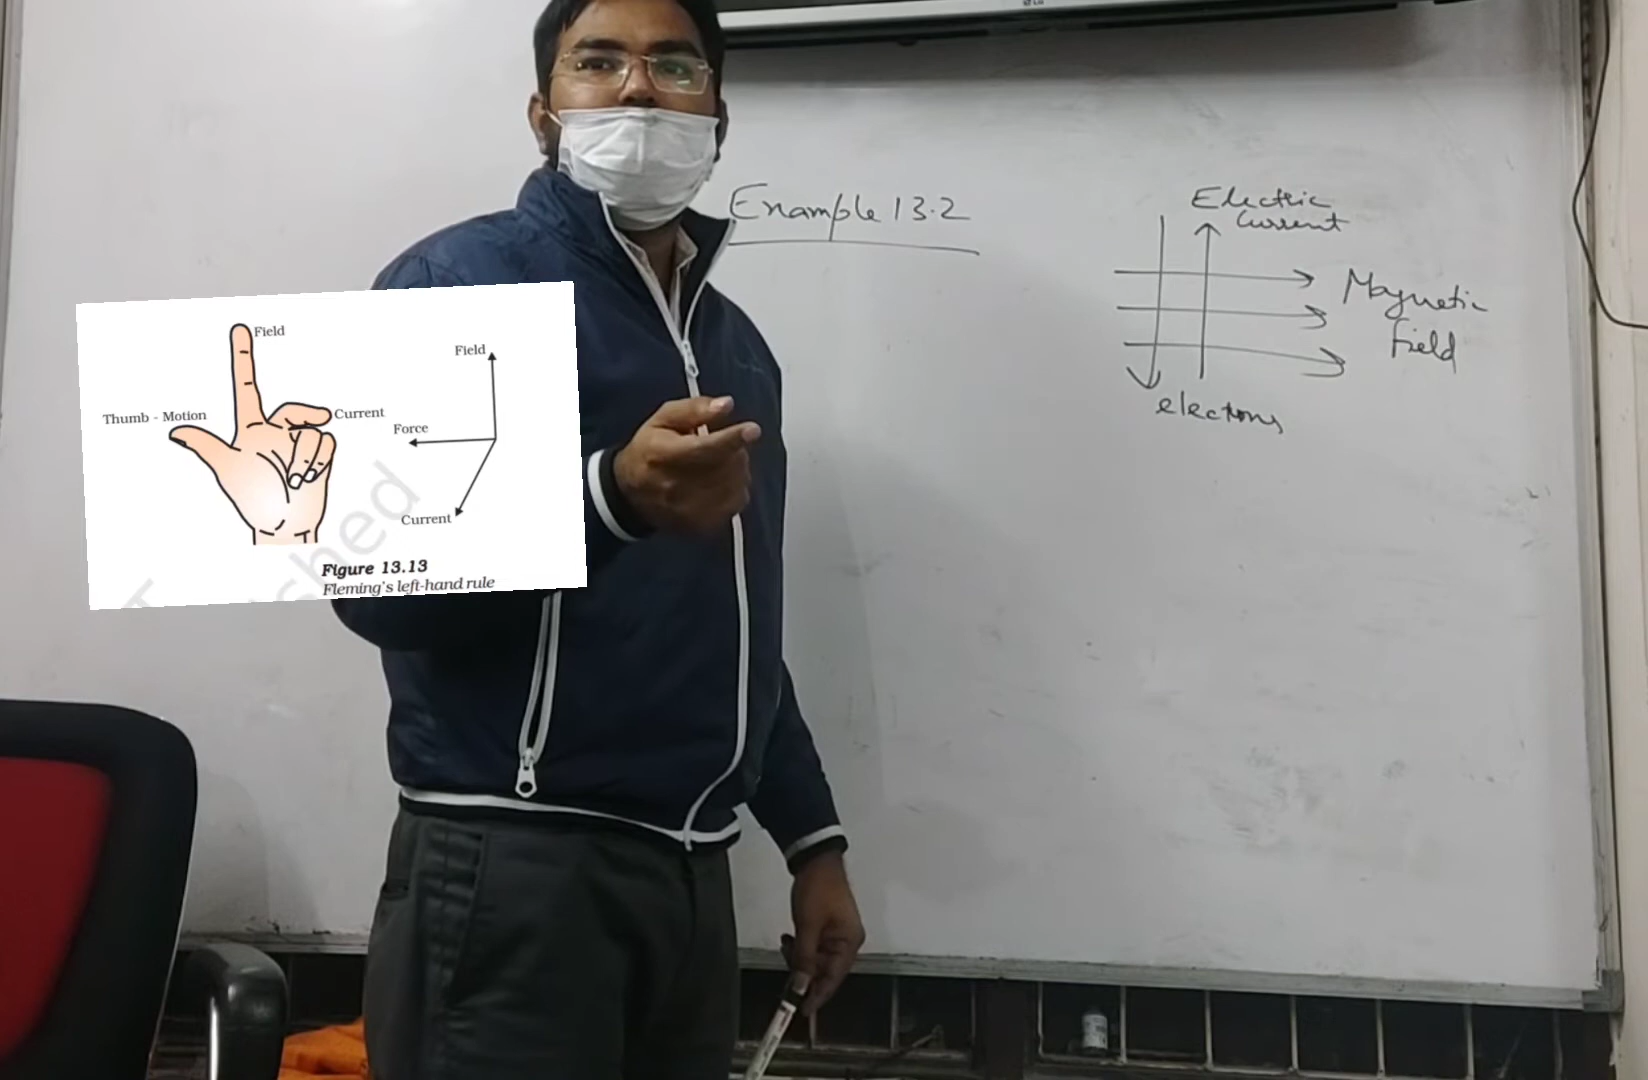 Example 13.2
Electric
Current
Magnetic
field
electrons
Field
Thumb - Motion
Current
Field
Force
Current
Figure 13.13
Fleming's left-hand rule